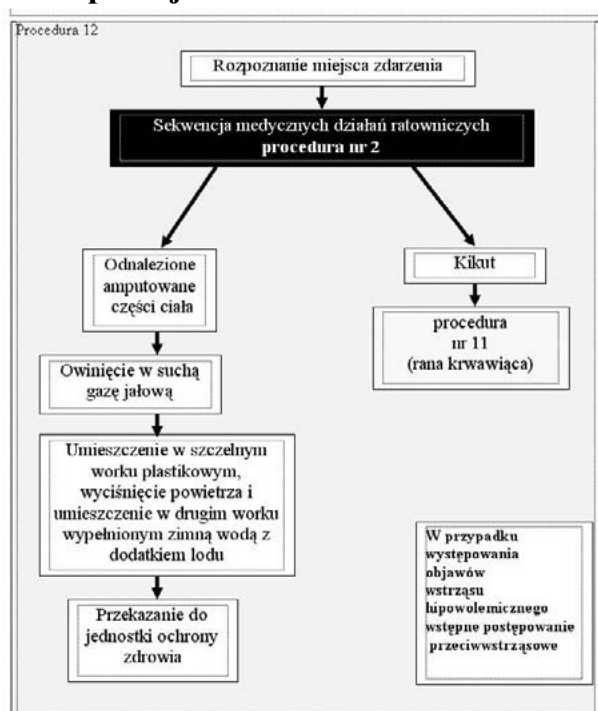 Procedura 12
Rozpoznanie miejsca zdarzenia
Sekwencja medycznych działań ratowniczych
procedura nr 2
Odnalezione
amputowane
części ciała
Owinięcie w suchą
gazę jałową
Umieszczenie w szczelnym
worku plastikowym,
wyciśnięcie powietrza i
umieszczenie w drugim worku
wypełnionym zimną wodą z
dodatkiem lodu
Przekazanie do
jednostki ochrony
zdrowia
Kikut
procedura
nr 11
(rana krwawiąca)
W przypadku
występowania
objawów
wstrząsu
hipowolemicznego
wstępne postępowanie
przeciwwstrząsowe